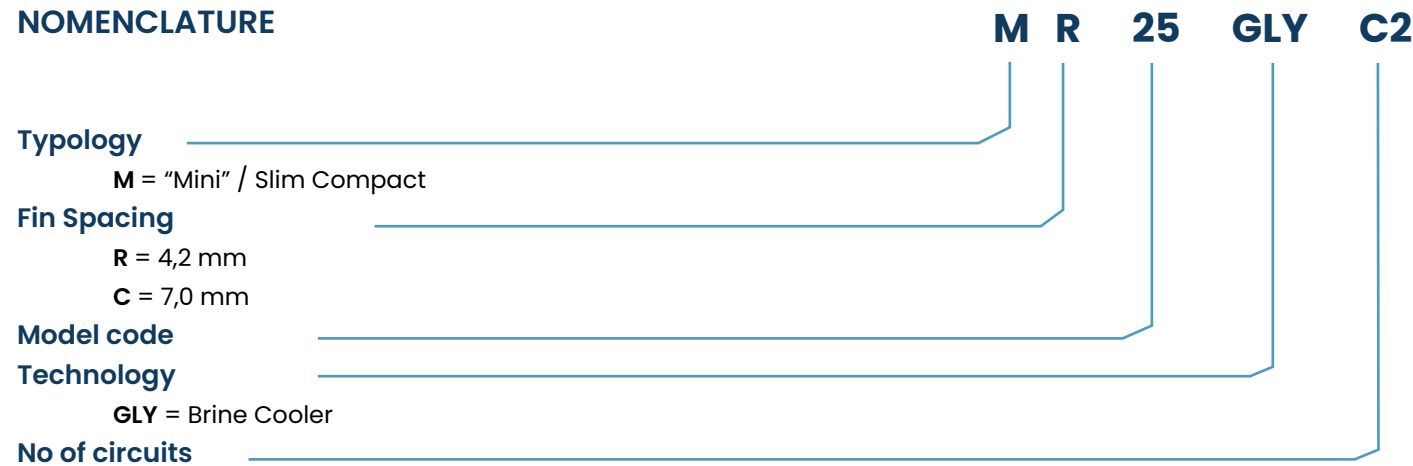 NOMENCLATURE
M R 25 GLY C2
Typology
M = “Mini” / Slim Compact
Fin Spacing
R = 4,2 mm
C = 7,0 mm
Model code
Technology
GLY = Brine Cooler
No of circuits